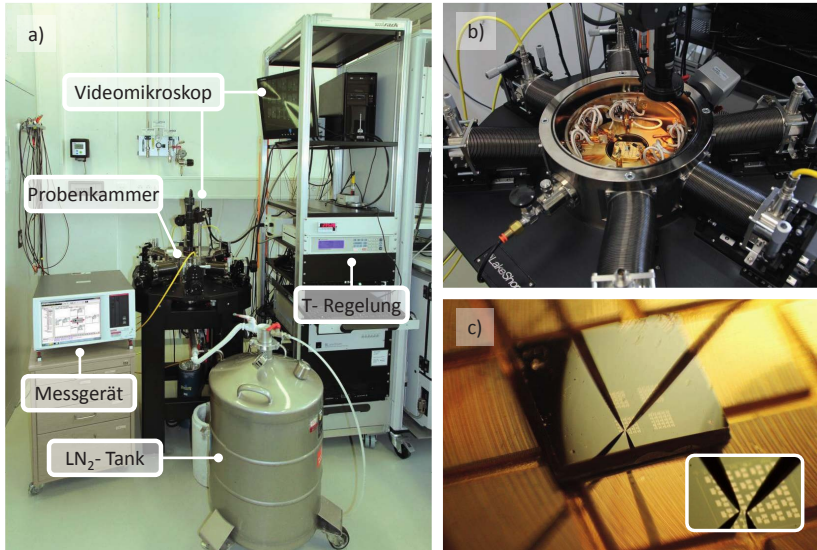 a)
Videomikroskop
Probenkammer
T- Regelung
Messgerät
LN₂- Tank
b)
LakeShore
c)